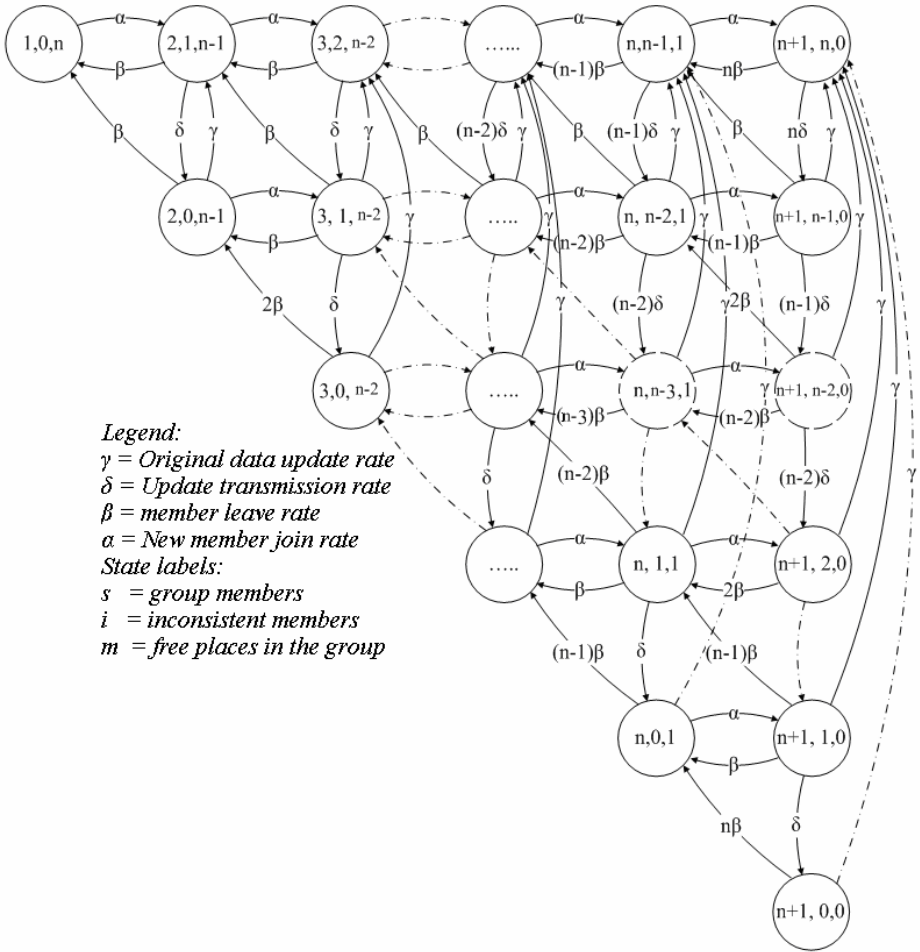 α α α α
1,0,n 2,1,n-1 3,2, n-2 ...... n,n-1,1 n+1, n,0
β β (n-1)β nβ
β δ γ β δ γ β (n-2)δ γ β (n-1)δ γ β nδ γ
α α α
2,0,n-1 3, 1, n-2 ..... n, n-2,1 n+1, n-1,0
β (n-2)β (n-1)β
γ γ γ γ
2β δ γ (n-2)δ γ 2β (n-1)δ γ
α α
3,0, n-2 ..... n, n-3,1 n+1, n-2,0
(n-3)β (n-2)β
γ γ
Legend:
γ = Original data update rate
δ = Update transmission rate
β = member leave rate
α = New member join rate
State labels:
s = group members
i = inconsistent members
m = free places in the group
δ (n-2)β (n-2)δ γ
α α
..... n, 1,1 n+1, 2,0
β 2β
(n-1)β δ (n-1)β
α
n,0,1 n+1, 1,0
β
nβ δ
n+1, 0,0